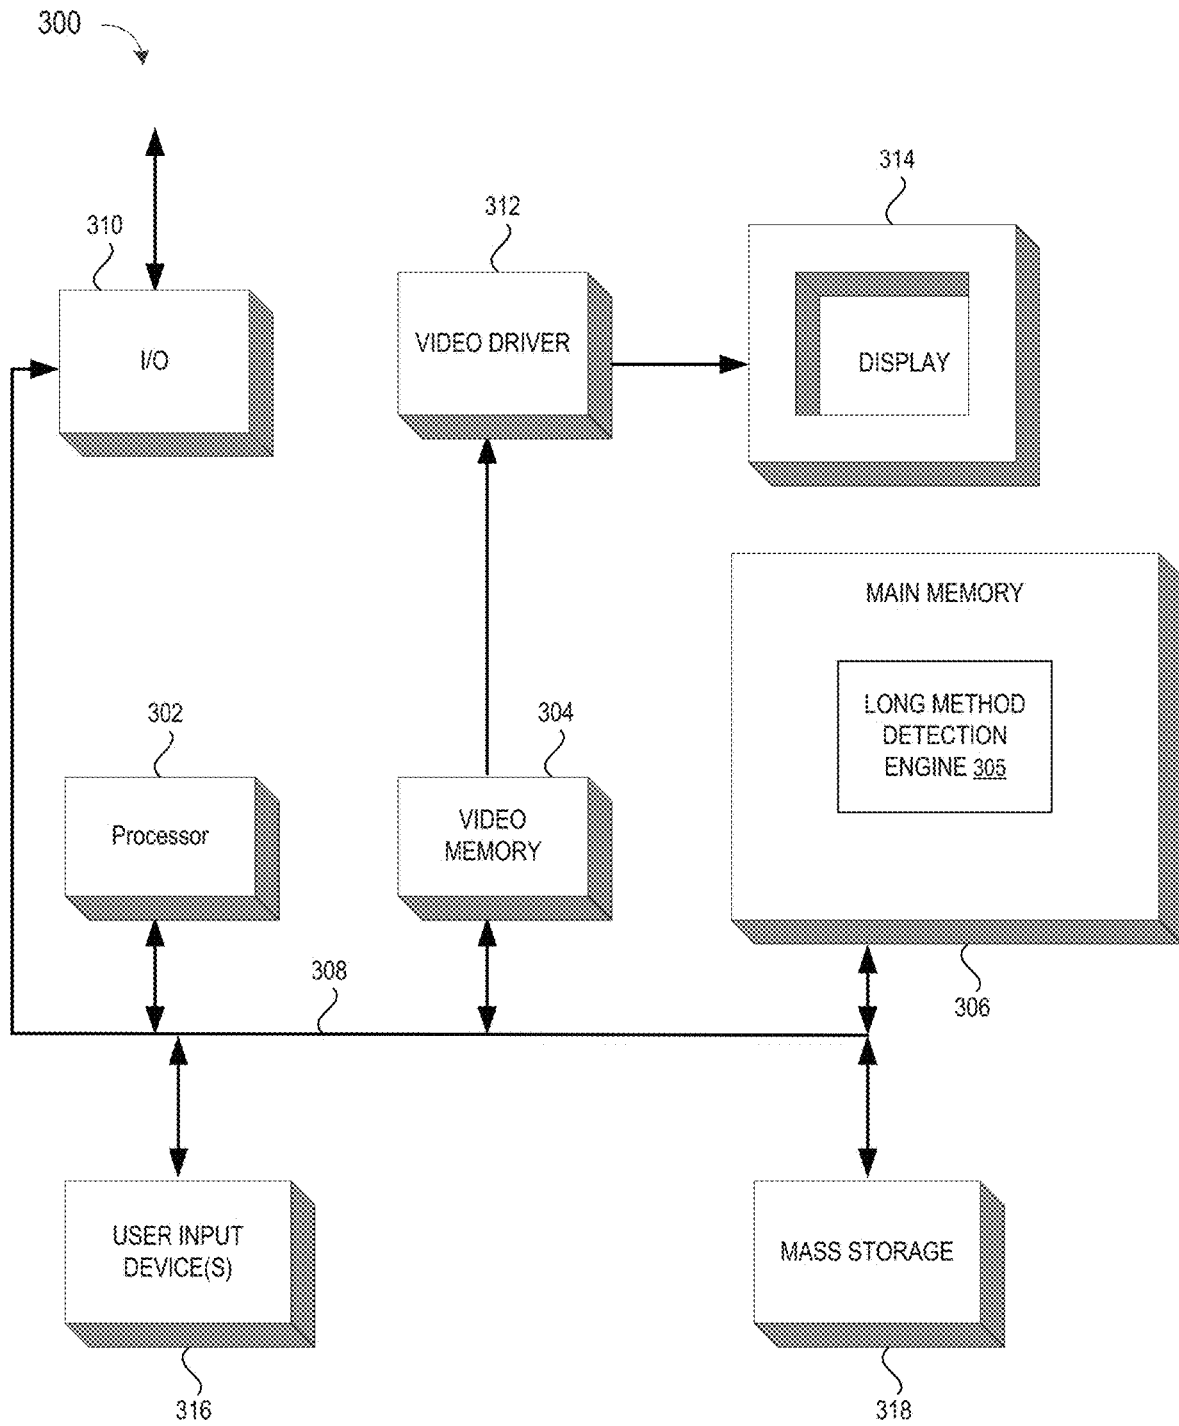 300
314
312
310
VIDEO DRIVER
I/O
DISPLAY
MAIN MEMORY
LONG METHOD
DETECTION
ENGINE 305
302
304
Processor
VIDEO
MEMORY
308
306
USER INPUT
DEVICE(S)
MASS STORAGE
316
318